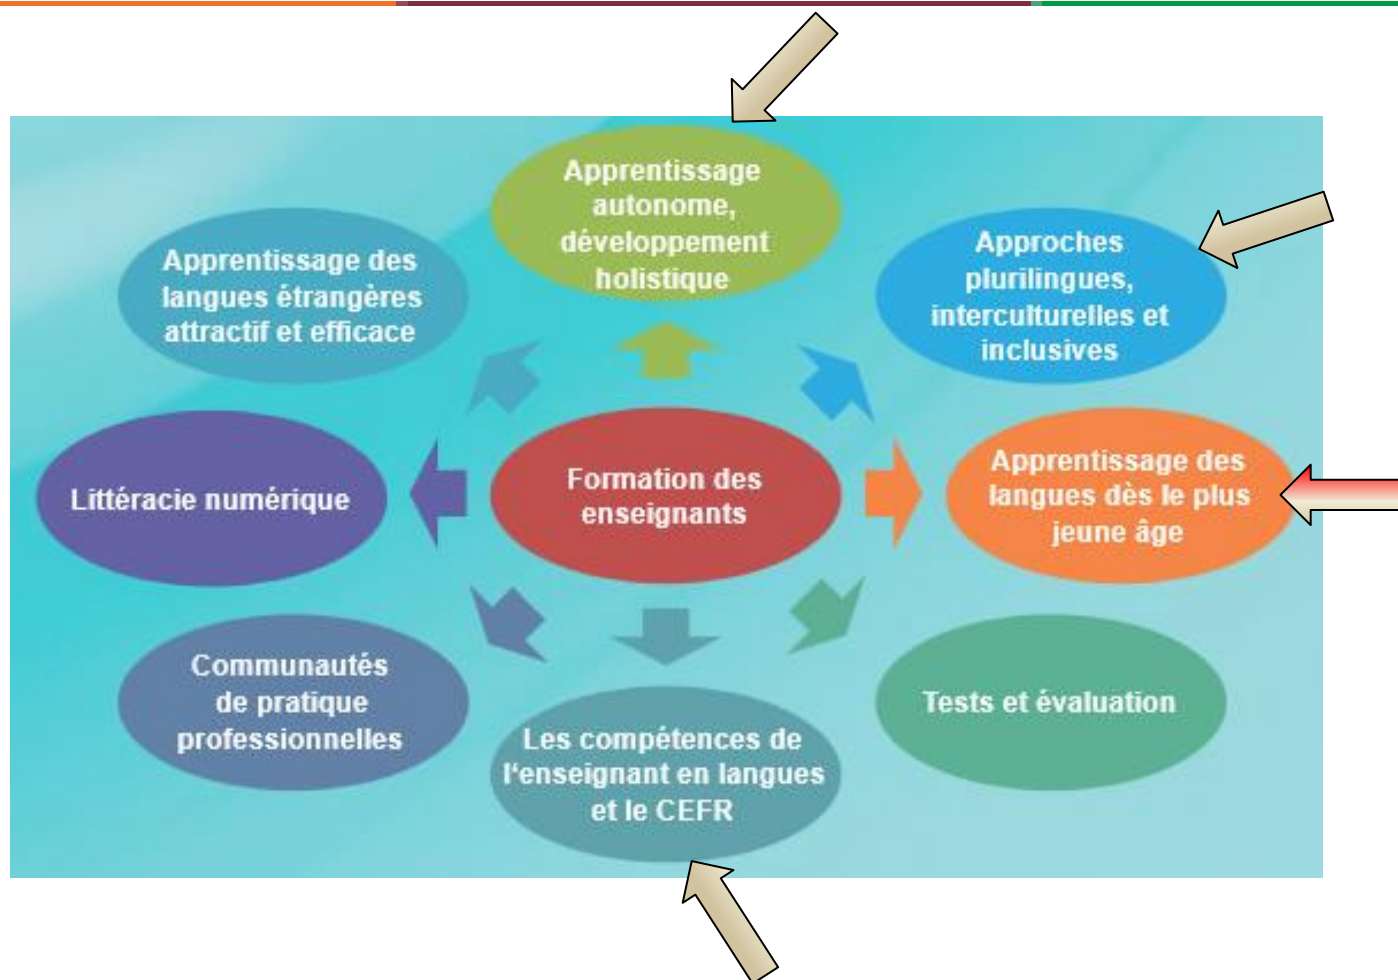 Apprentissage
autonome,
développement
holistique
Apprentissage des
langues étrangères
attractif et efficace
Approches
plurilingues,
interculturelles et
inclusives
Littéracie numérique
Formation des
enseignants
Apprentissage des
langues dès le plus
jeune âge
Communautés
de pratique
professionnelles
Les compétences de
l‘enseignant en langues
et le CEFR
Tests et évaluation